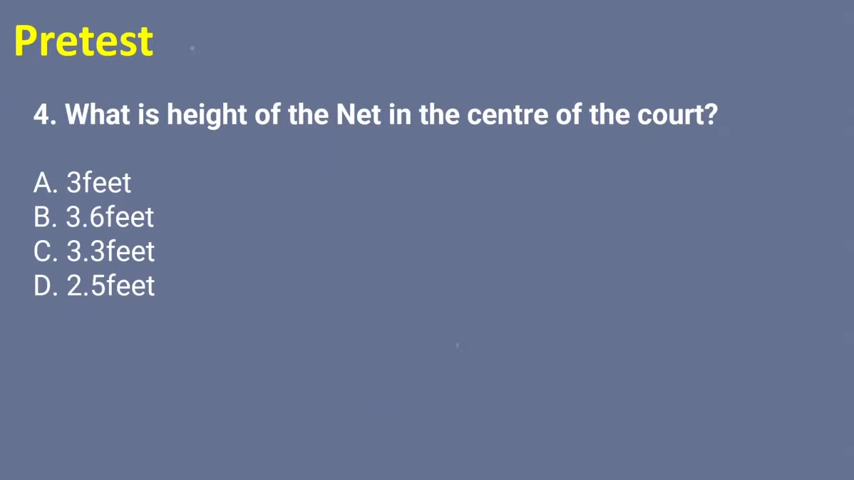 Pretest
4. What is height of the Net in the centre of the court?
A. 3feet
B. 3.6feet
C. 3.3feet
D. 2.5feet